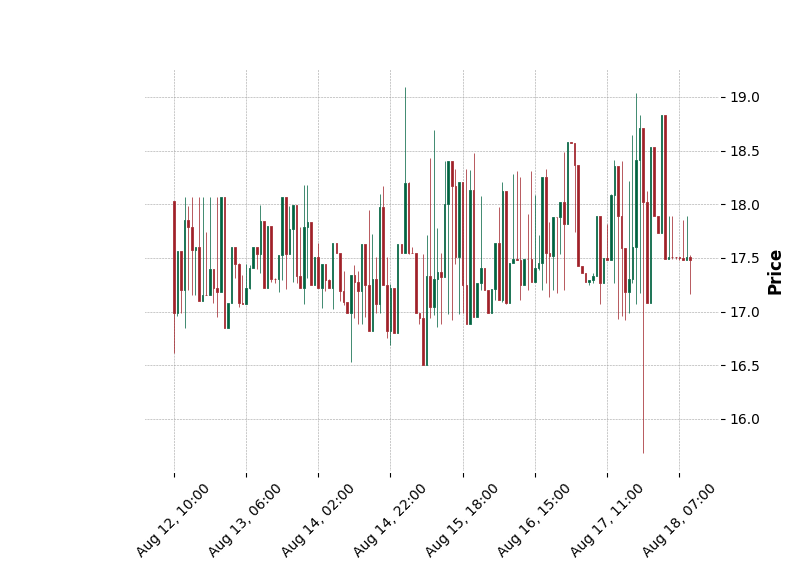 19.0
18.5
18.0
17.5
17.0
16.5
16.0
Price
Aug 12, 10:00
Aug 13, 06:00
Aug 14, 02:00
Aug 14, 22:00
Aug 15, 18:00
Aug 16, 15:00
Aug 17, 11:00
Aug 18, 07:00